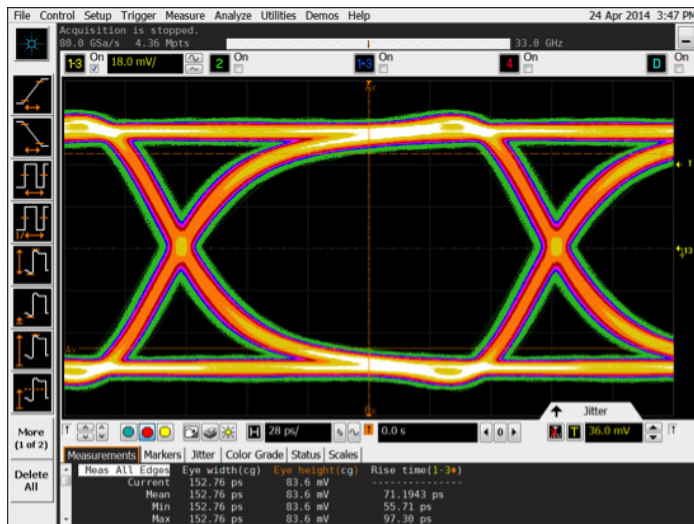 File Control Setup Trigger Measure Analyze Utilities Demos Help 24 Apr 2014 3:47 PM
Acquisition is stopped.
80.0 GSa/s 4.36 Mpts 33.0 GHz
1-3 On 18.0 mV/ 2 On 1+3 On 4 On D On
Ax
T
13
Ay
Bx
More
(1 of 2)
Delete
All
Jitter
H 28 ps/ 0.0 s 0 T 36.0 mV
Measurements Markers Jitter Color Grade Status Scales
Meas All Edges Eye width(cg) Eye height(cg) Rise time(1-3♦)
Current 152.76 ps 83.6 mV ---------------
Mean 152.76 ps 83.6 mV 71.1943 ps
Min 152.76 ps 83.6 mV 55.71 ps
Max 152.76 ps 83.6 mV 97.30 ps